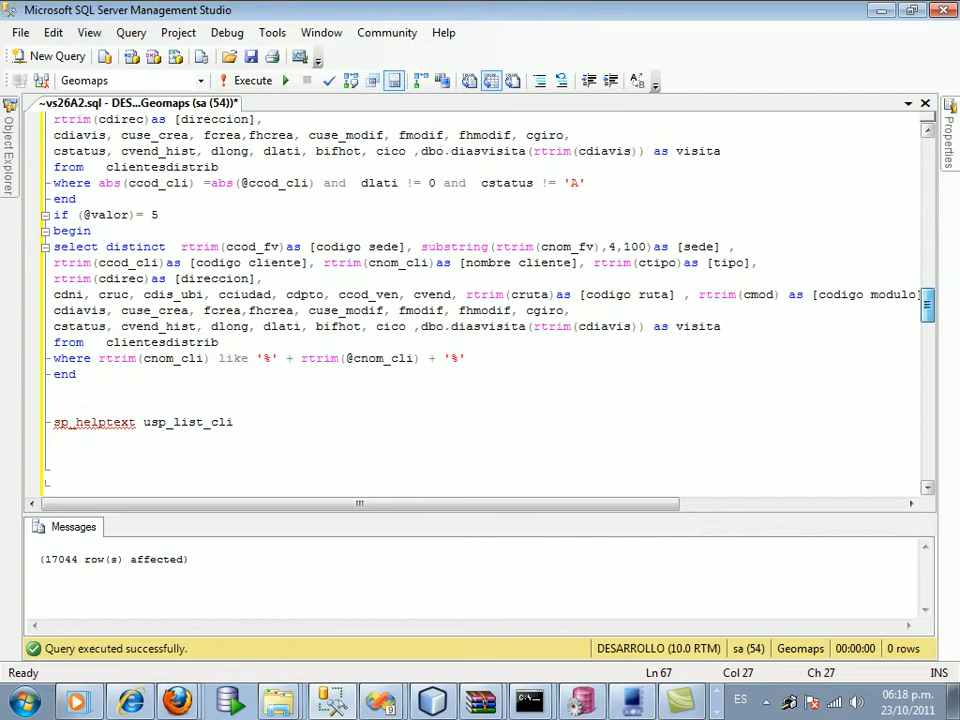 Microsoft SQL Server Management Studio
File Edit View Query Project Debug Tools Window Community Help
New Query
Geomaps Execute
~vs26A2.sql - DES...Geomaps (sa (54))*
Object Explorer
Properties
rtrim(cdirec)as [direccion],
cdiavis, cuse_crea, fcrea,fhcrea, cuse_modif, fmodif, fhmodif, cgiro,
cstatus, cvend_hist, dlong, dlati, bifhot, cico ,dbo.diasvisita(rtrim(cdiavis)) as visita
from clientesdistrib
where abs(ccod_cli) =abs(@ccod_cli) and dlati != 0 and cstatus != 'A'
end
if (@valor)= 5
begin
select distinct rtrim(ccod_fv)as [codigo sede], substring(rtrim(cnom_fv),4,100)as [sede] ,
rtrim(ccod_cli)as [codigo cliente], rtrim(cnom_cli)as [nombre cliente], rtrim(ctipo)as [tipo],
rtrim(cdirec)as [direccion],
cdni, cruc, cdis_ubi, cciudad, cdpto, ccod_ven, cvend, rtrim(cruta)as [codigo ruta] , rtrim(cmod) as [codigo modulo]
cdiavis, cuse_crea, fcrea,fhcrea, cuse_modif, fmodif, fhmodif, cgiro,
cstatus, cvend_hist, dlong, dlati, bifhot, cico ,dbo.diasvisita(rtrim(cdiavis)) as visita
from clientesdistrib
where rtrim(cnom_cli) like '%' + rtrim(@cnom_cli) + '%'
end
sp_helptext usp_list_cli
Messages
(17044 row(s) affected)
Query executed successfully. DESARROLLO (10.0 RTM) sa (54) Geomaps 00:00:00 0 rows
Ready Ln 67 Col 27 Ch 27 INS
ES 06:18 p.m.
23/10/2011